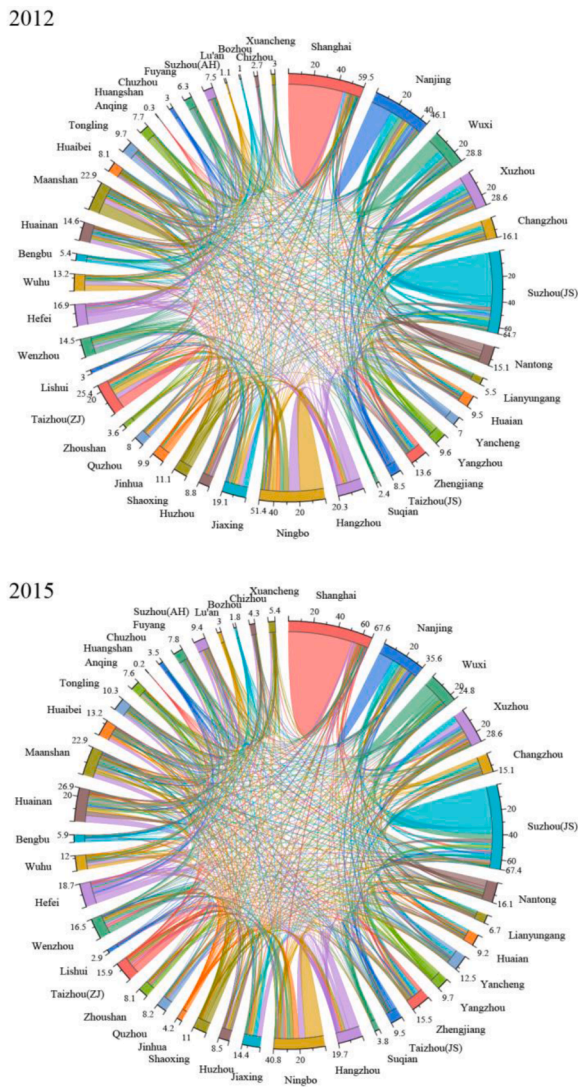 2012
Shanghai
20
40
59.5
Nanjing
20
40
46.1
Wuxi
20
28.8
Xuzhou
20
28.6
Changzhou
16.1
Suzhou(JS)
20
40
60
64.7
Nantong
15.1
Lianyungang
5.5
Huaian
9.5
Yancheng
7
Yangzhou
9.6
Zhengjiang
13.6
Taizhou(JS)
8.5
Suqian
2.4
Hangzhou
20.3
Ningbo
20
40
51.4
Jiaxing
19.1
Huzhou
8.8
Shaoxing
11.1
Jinhua
9.9
Quzhou
8
Zhoushan
3.6
Taizhou(ZJ)
20
25.4
Lishui
3
Wenzhou
14.5
Hefei
16.9
Wuhu
13.2
Bengbu
5.4
Huainan
14.6
Maanshan
22.9
Huaibei
8.1
Tongling
9.7
Anqing
7.7
Huangshan
0.3
Chuzhou
3
Fuyang
6.3
Suzhou(AH)
7.5
Lu'an
1.1
Bozhou
1
Chizhou
2.7
Xuancheng
3
2015
Shanghai
20
40
60
67.6
Nanjing
20
35.6
Wuxi
20
24.8
Xuzhou
20
28.6
Changzhou
15.1
Suzhou(JS)
20
40
60
67.4
Nantong
16.1
Lianyungang
6.7
Huaian
9.2
Yancheng
12.5
Yangzhou
9.7
Zhengjiang
15.5
Taizhou(JS)
9.5
Suqian
3.8
Hangzhou
19.7
Ningbo
20
40.8
Jiaxing
14.4
Huzhou
8.5
Shaoxing
11
Jinhua
4.2
Quzhou
8.2
Zhoushan
8.1
Taizhou(ZJ)
15.9
Lishui
2.9
Wenzhou
16.5
Hefei
18.7
Wuhu
12
Bengbu
5.9
Huainan
20
26.9
Maanshan
22.9
Huaibei
13.2
Tongling
10.3
Anqing
7.6
Huangshan
0.2
Chuzhou
3.5
Fuyang
7.8
Suzhou(AH)
9.4
Lu'an
3
Bozhou
1.8
Chizhou
4.3
Xuancheng
5.4